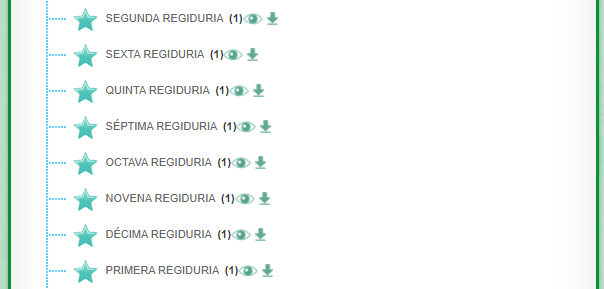 SEGUNDA REGIDURIA (1)
SEXTA REGIDURIA (1)
QUINTA REGIDURIA (1)
SÉPTIMA REGIDURIA (1)
OCTAVA REGIDURIA (1)
NOVENA REGIDURIA (1)
DÉCIMA REGIDURIA (1)
PRIMERA REGIDURIA (1)